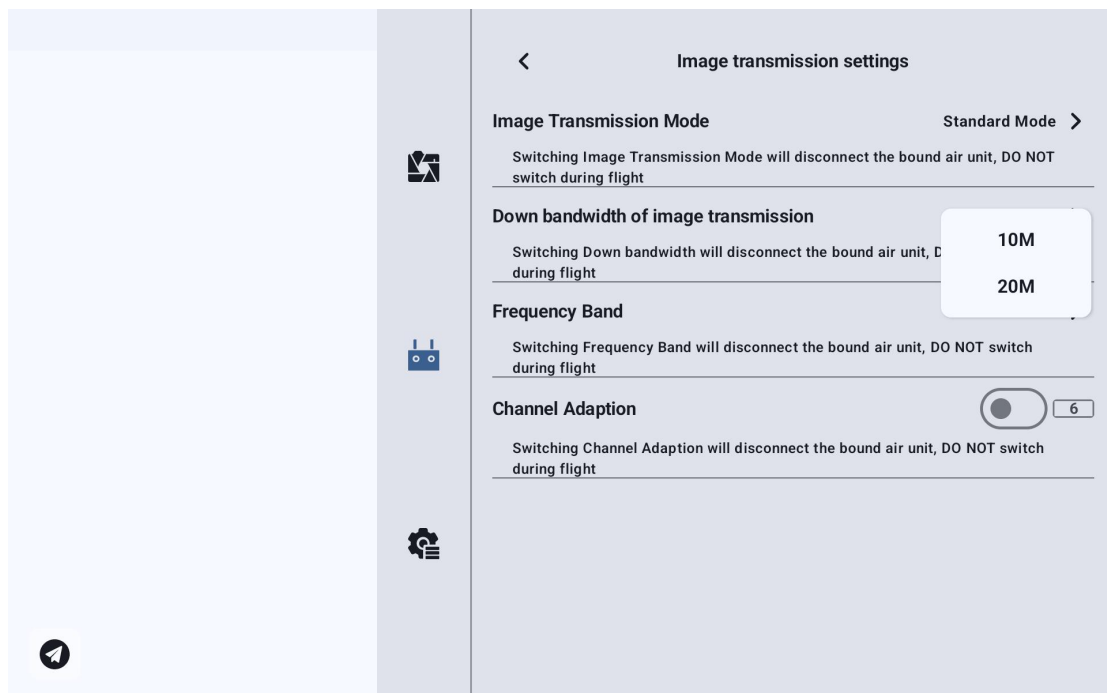 Image transmission settings
Image Transmission Mode
Standard Mode
Switching Image Transmission Mode will disconnect the bound air unit, DO NOT
switch during flight
Down bandwidth of image transmission
10M
Switching Down bandwidth will disconnect the bound air unit,
during flight
20M
Frequency Band
Switching Frequency Band will disconnect the bound air unit, DO NOT switch
during flight
Channel Adaption
6
Switching Channel Adaption will disconnect the bound air unit, DO NOT switch
during flight